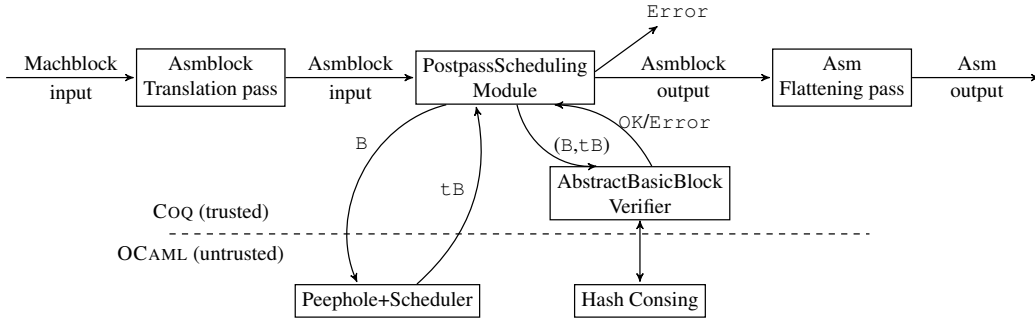 Error
Machblock
input
Asmblock
Translation pass
Asmblock
input
PostpassScheduling
Module
Asmblock
output
Asm
Flattening pass
Asm
output
OK/Error
B
(B,tB)
tB
AbstractBasicBlock
Verifier
COQ (trusted)
OCAML (untrusted)
Peephole+Scheduler
Hash Consing